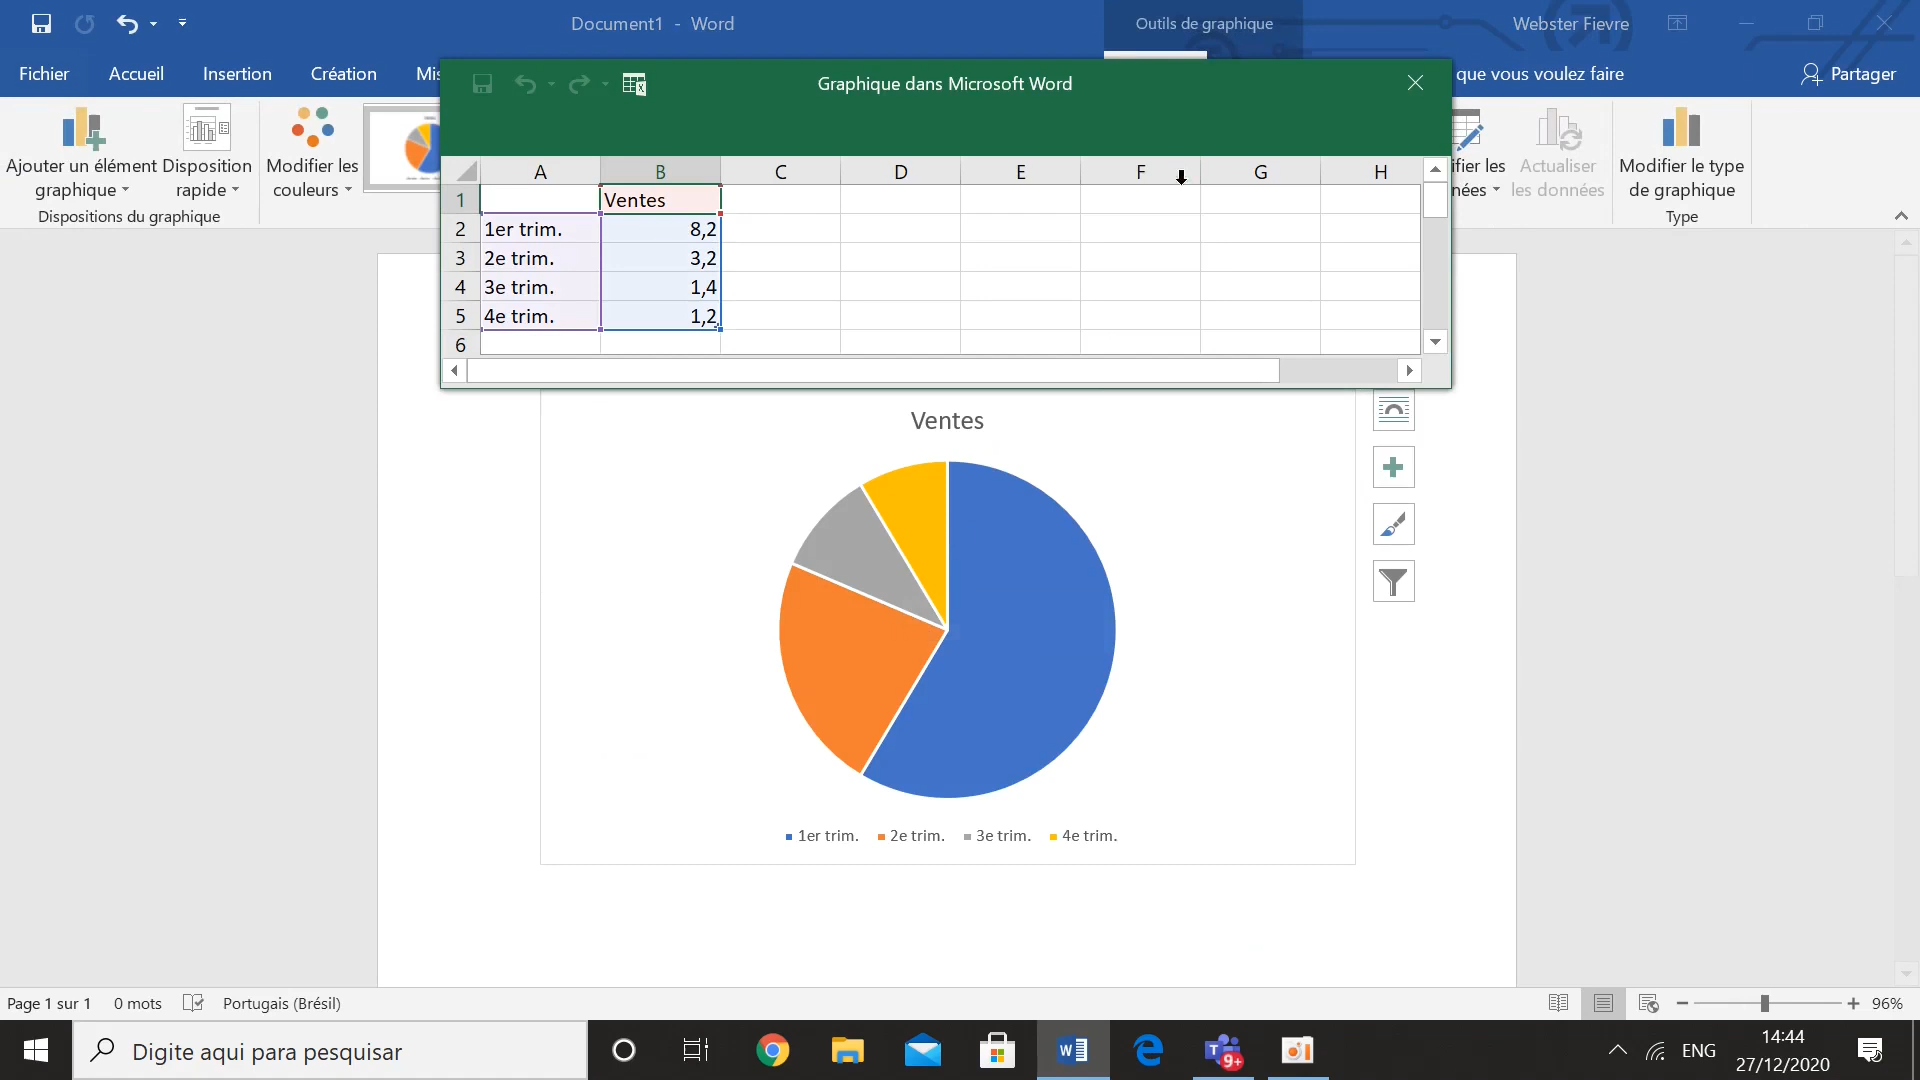 Document1 - Word
Outils de graphique
Webster Fievre
Fichier
Accueil
Insertion
Création
que vous voulez faire
Partager
Graphique dans Microsoft Word
Ajouter un élément
graphique
Disposition
rapide
Modifier les
couleurs
Actualiser
les données
Modifier le type
de graphique
Dispositions du graphique
Type
A B C D E F G H
1 Ventes
2 1er trim. 8,2
3 2e trim. 3,2
4 3e trim. 1,4
5 4e trim. 1,2
6
Ventes
1er trim. 2e trim. 3e trim. 4e trim.
Page 1 sur 1 0 mots Portugais (Brésil) 96%
Digite aqui para pesquisar
9+
ENG
14:44
27/12/2020